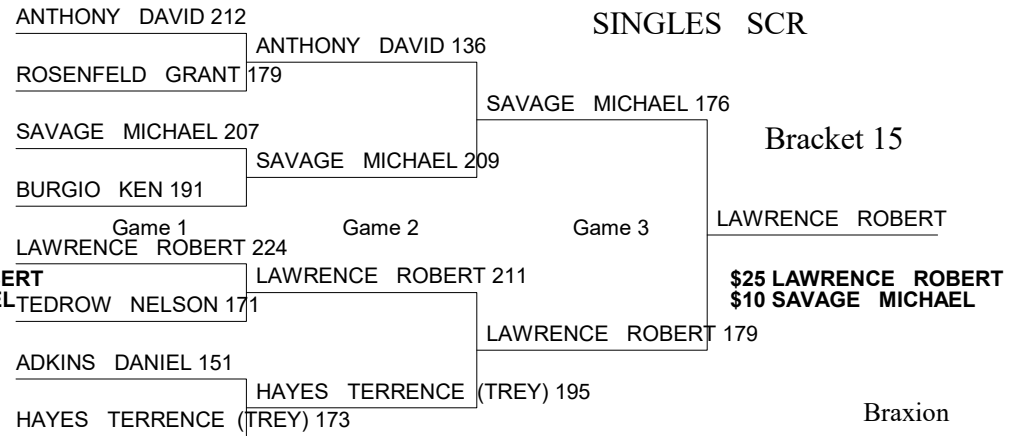 ANTHONY DAVID 212
SINGLES SCR
ANTHONY DAVID 136
ROSENFELD GRANT 179
SAVAGE MICHAEL 176
SAVAGE MICHAEL 207
Bracket 15
SAVAGE MICHAEL 209
BURGIO KEN 191
Game 1 Game 2 Game 3
LAWRENCE ROBERT
LAWRENCE ROBERT 224
LAWRENCE ROBERT 211
ERT
$25 LAWRENCE ROBERT
EL
$10 SAVAGE MICHAEL
TEDROW NELSON 171
LAWRENCE ROBERT 179
ADKINS DANIEL 151
HAYES TERRENCE (TREY) 195
HAYES TERRENCE (TREY) 173
Braxion